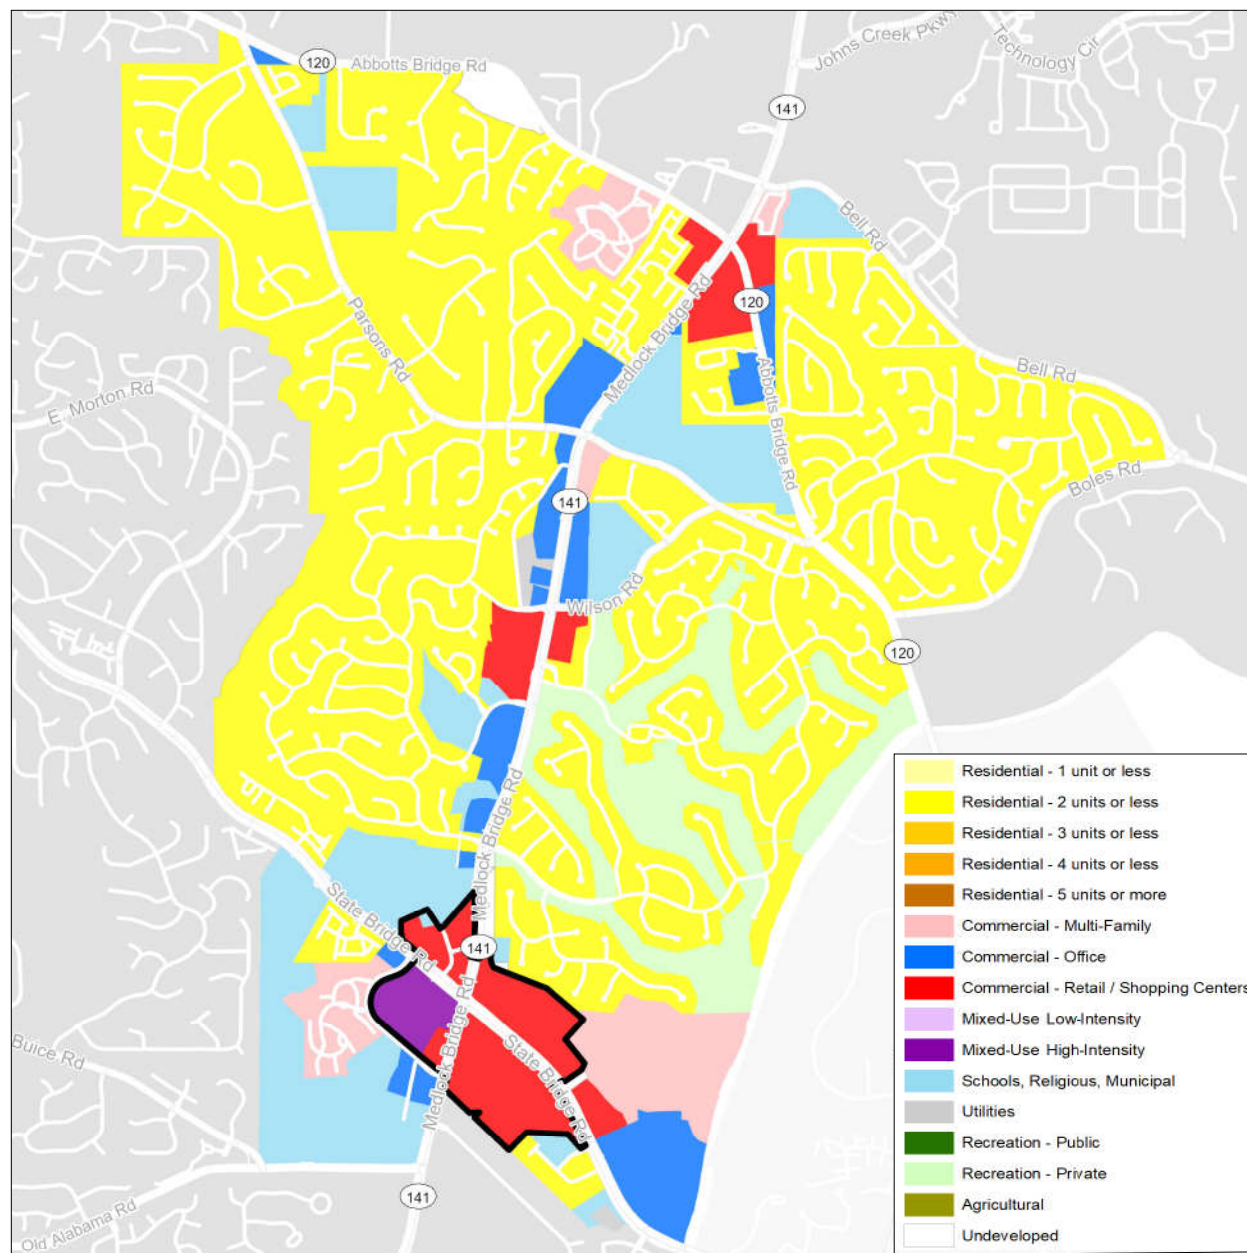 Johns Creek Pkwy
Technology Cir
120
Abbotts Bridge Rd
141
Bell Rd
Medlock Bridge Rd
120
Parsons Rd
E. Morton Rd
Abbotts Bridge Rd
Bell Rd
Boles Rd
141
Wilson Rd
120
Medlock Bridge Rd
State Bridge Rd
141
Medlock Bridge Rd
State Bridge Rd
Buice Rd
141
Old Alabama Rd
Residential - 1 unit or less
Residential - 2 units or less
Residential - 3 units or less
Residential - 4 units or less
Residential - 5 units or more
Commercial - Multi-Family
Commercial - Office
Commercial - Retail / Shopping Centers
Mixed-Use Low-Intensity
Mixed-Use High-Intensity
Schools, Religious, Municipal
Utilities
Recreation - Public
Recreation - Private
Agricultural
Undeveloped